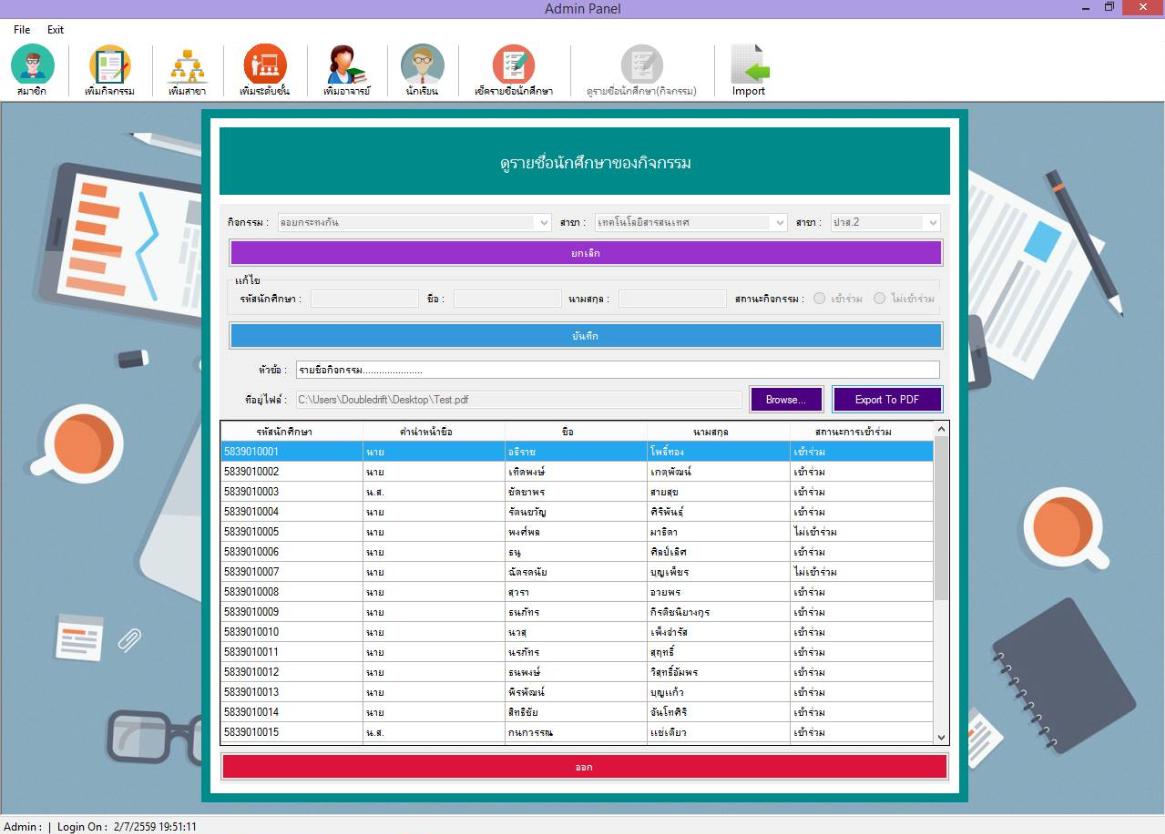 Admin Panel
File Exit
สมาชิก เพิ่มกิจกรรม เพิ่มสาขา เพิ่มระดับชั้น เพิ่มอาจารย์ นักเรียน เช็ครายชื่อนักศึกษา ดูรายชื่อนักศึกษา(กิจกรรม) Import
ดูรายชื่อนักศึกษาของกิจกรรม
กิจกรรม : ลอยกระทงกัน สาขา : เทคโนโลยีสารสนเทศ สาขา : ปวส.2
ยกเลิก
แก้ไข
รหัสนักศึกษา : ชื่อ : นามสกุล : สถานะกิจกรรม : เข้าร่วม ไม่เข้าร่วม
บันทึก
หัวข้อ : รายชื่อกิจกรรม......................
ที่อยู่ไฟล์ : C:\Users\Doubledrift\Desktop\Test.pdf Browse... Export To PDF
รหัสนักศึกษา คำนำหน้าชื่อ ชื่อ นามสกุล สถานะการเข้าร่วม
5839010001 นาย อธิราช โพธิ์ทอง เข้าร่วม
5839010002 นาย เทิดพงษ์ เกตุพัฒน์ เข้าร่วม
5839010003 น.ส. ชัดชาพร สายสุข เข้าร่วม
5839010004 นาย รัตนขวัญ ศิริพันธุ์ เข้าร่วม
5839010005 นาย พงศ์พล มาธิดา ไม่เข้าร่วม
5839010006 นาย ธนู ศิลป์เลิศ เข้าร่วม
5839010007 นาย ฉัตรดนัย บุญเพียร ไม่เข้าร่วม
5839010008 นาย สุวรา อวยพร เข้าร่วม
5839010009 นาย ธนภัทร กิรติชนิยางกูร เข้าร่วม
5839010010 นาย นวสุ เพ็งจำรัส เข้าร่วม
5839010011 นาย นรภัทร สุฤทธิ์ เข้าร่วม
5839010012 นาย ธนพงษ์ วิสุทธิ์อัมพร เข้าร่วม
5839010013 นาย พีรพัฒน์ บุญแก้ว เข้าร่วม
5839010014 นาย สิทธิชัย จันโทศิริ เข้าร่วม
5839010015 น.ส. กนกวรรณ แซ่เตียว เข้าร่วม
ออก
Admin : | Login On : 2/7/2559 19:51:11